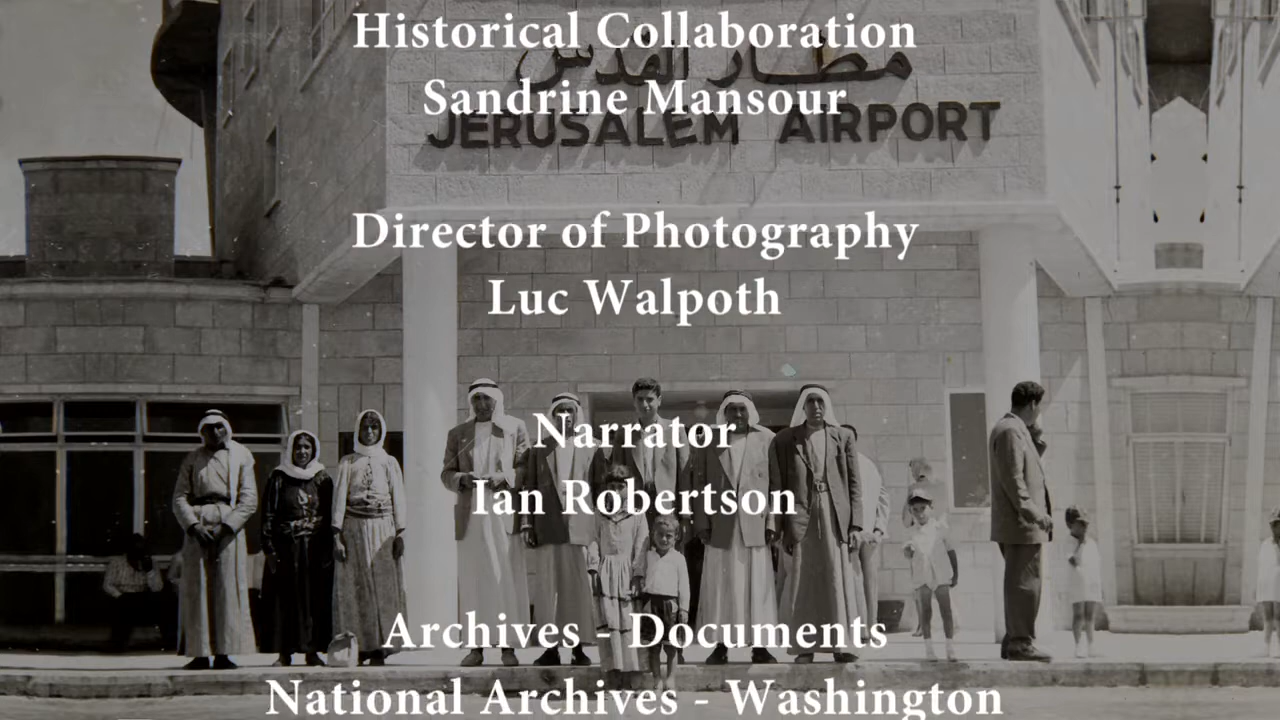 Historical Collaboration
مطار القدس
Sandrine Mansour
JERUSALEM AIRPORT
Director of Photography
Luc Walpoth
Narrator
Ian Robertson
Archives - Documents
National Archives - Washington